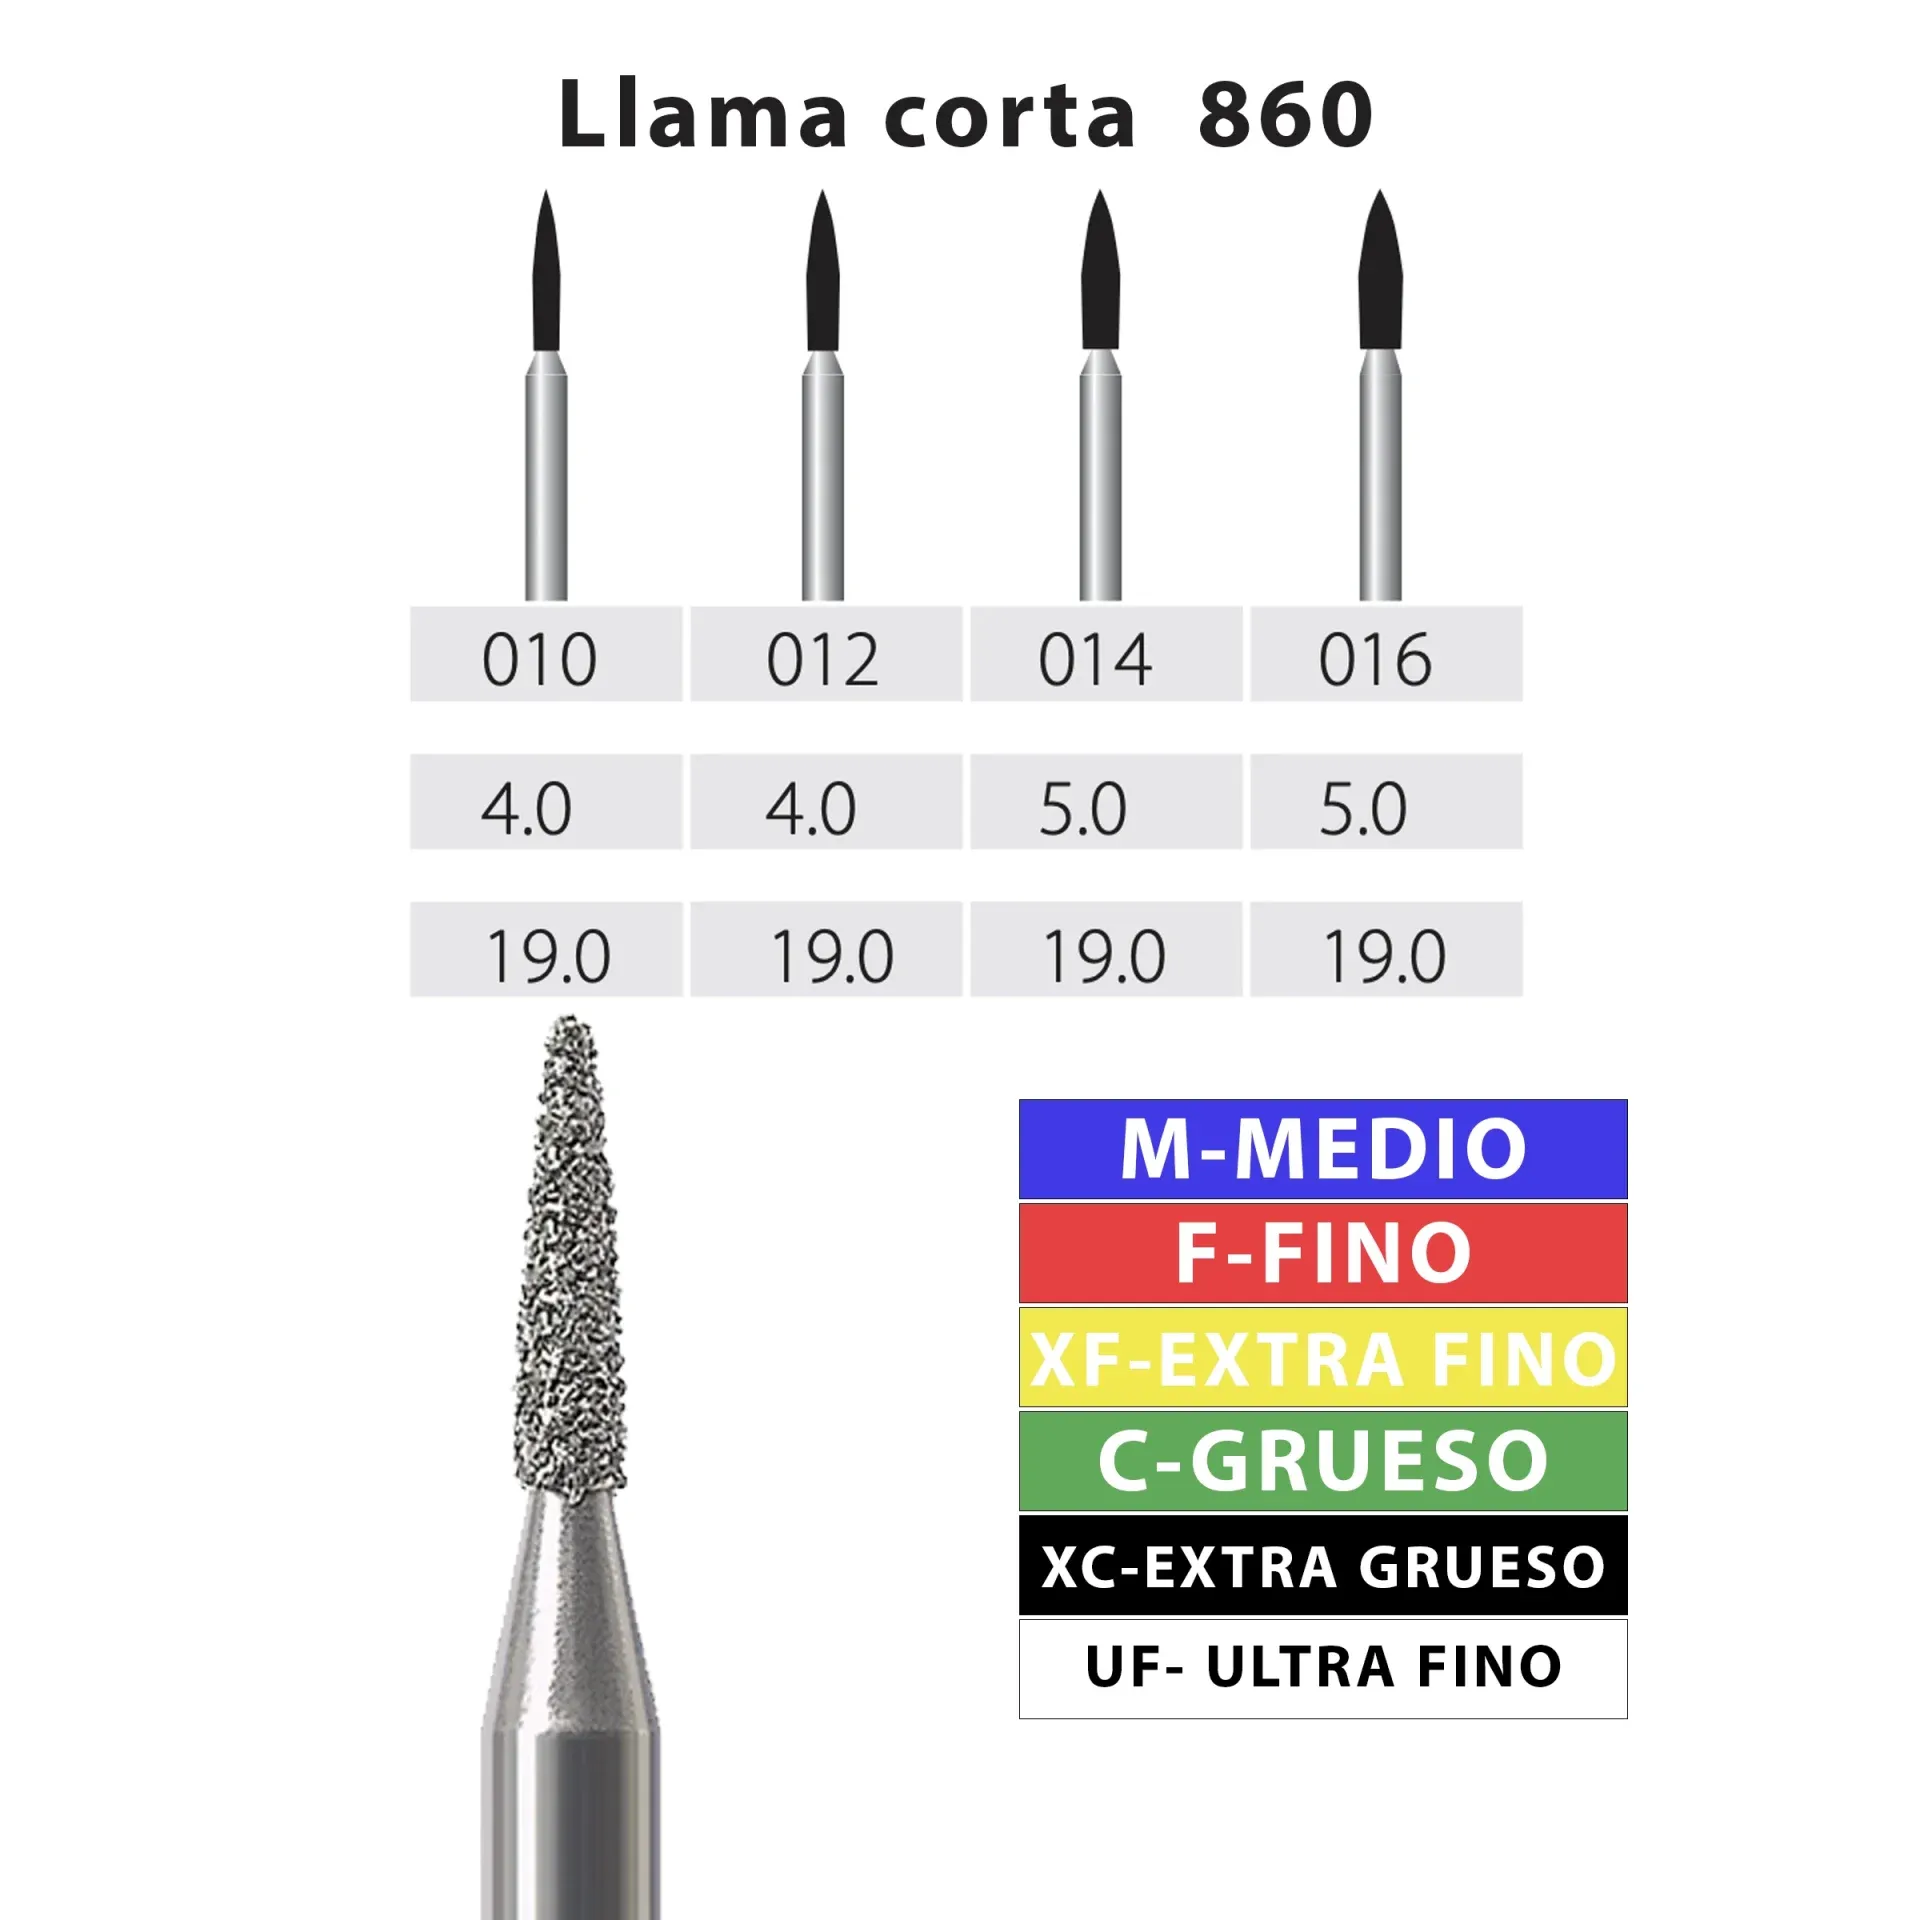 Llama corta 860
010 012 014 016
4.0 4.0 5.0 5.0
19.0 19.0 19.0 19.0
M-MEDIO
F-FINO
XF-EXTRA FINO
C-GRUESO
XC-EXTRA GRUESO
UF- ULTRA FINO